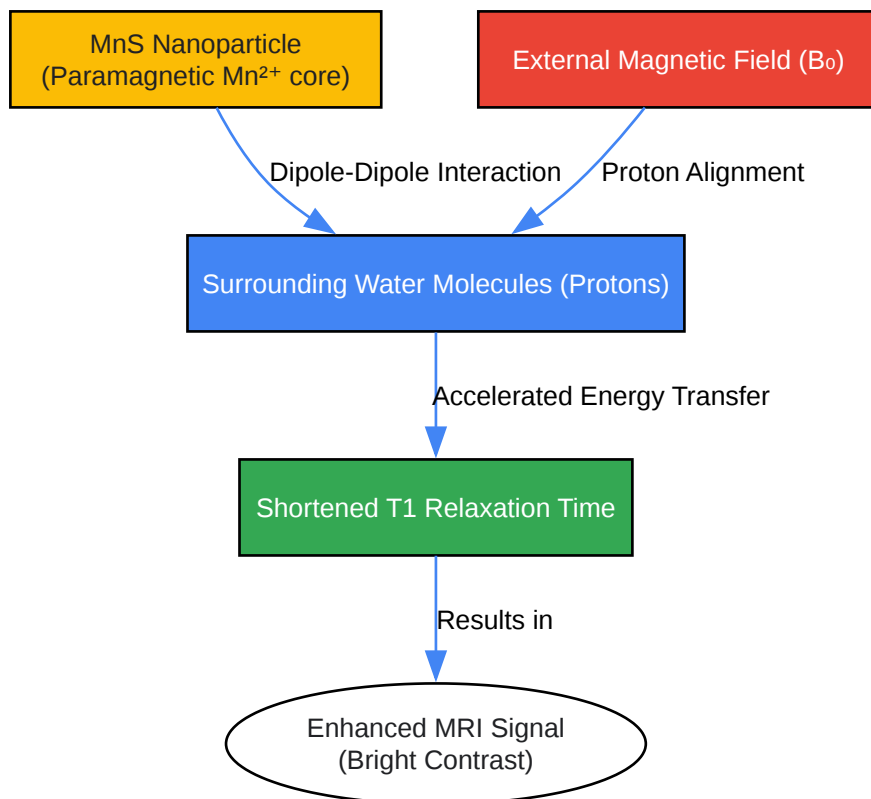 MnS Nanoparticle
(Paramagnetic Mn²⁺ core)
External Magnetic Field (B₀)
Dipole-Dipole Interaction
Proton Alignment
Surrounding Water Molecules (Protons)
Accelerated Energy Transfer
Shortened T1 Relaxation Time
Results in
Enhanced MRI Signal
(Bright Contrast)